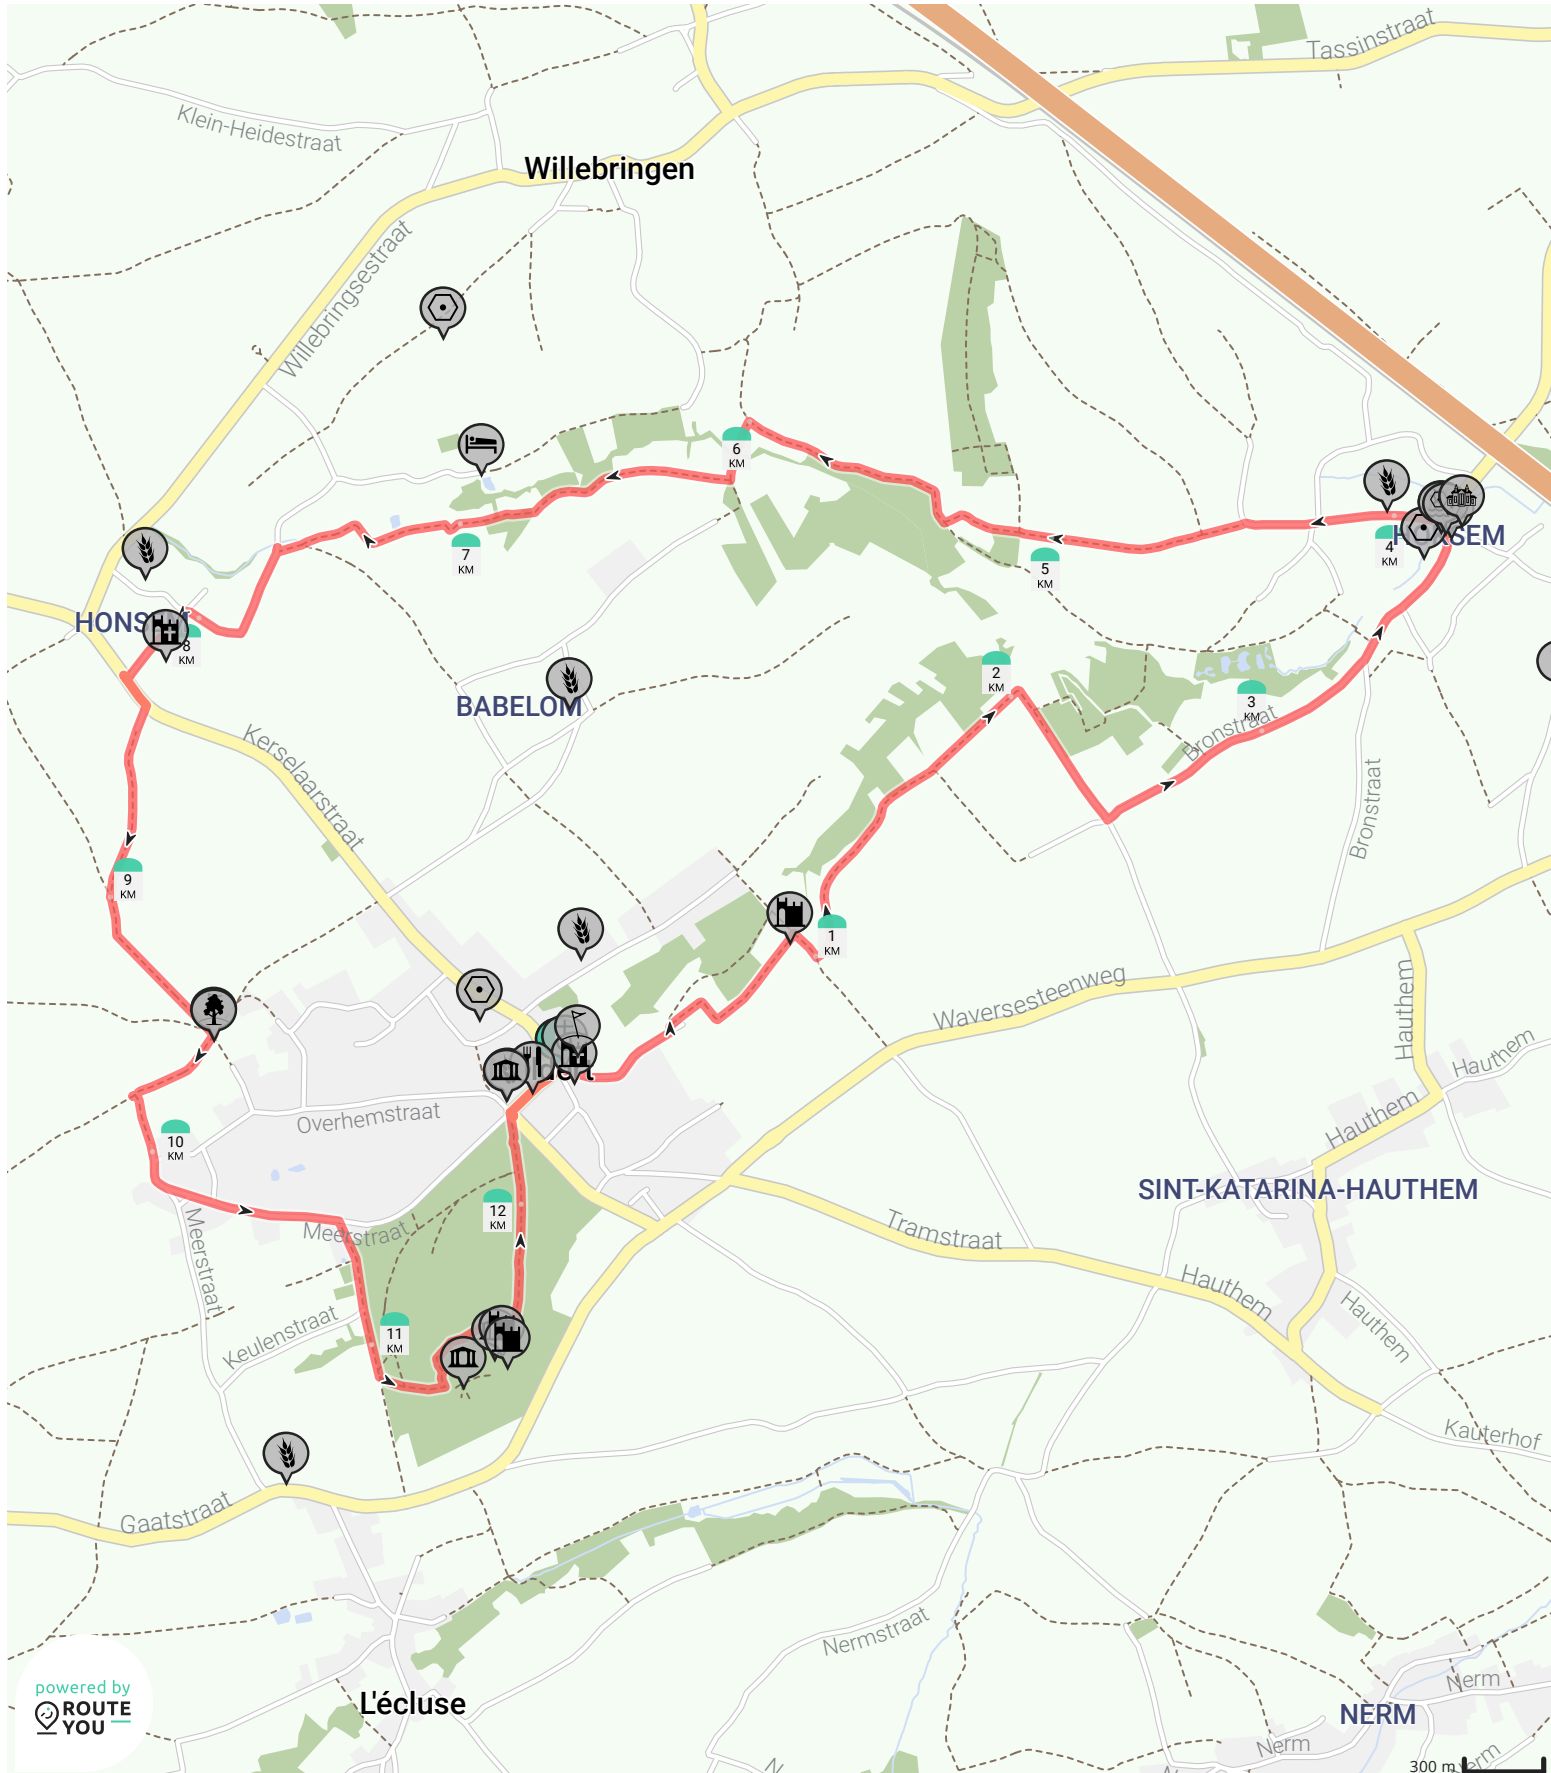 Tassinstraat
Klein-Heidestraat
Willebringen
Willebringsestraat
6
KM
7
KM
5
KM
4
KM
8
KM
BABELOM
2
KM
3
KM
Bronstraat
Bronstraat
Kerselaarstraat
9
KM
1
KM
Waversesteenweg
Hauthem
Hauthem
Hauthem
Overhemstraat
10
KM
SINT-KATARINA-HAUTHEM
12
KM
Meerstraat
Meerstraat
Tramstraat
Hauthem
Hauthem
Keulenstraat
11
KM
Kauterhof
Gaatstraat
Nermstraat
L'écluse
Nerm
NERM
Nerm
powered by
ROUTE
YOU
300 m